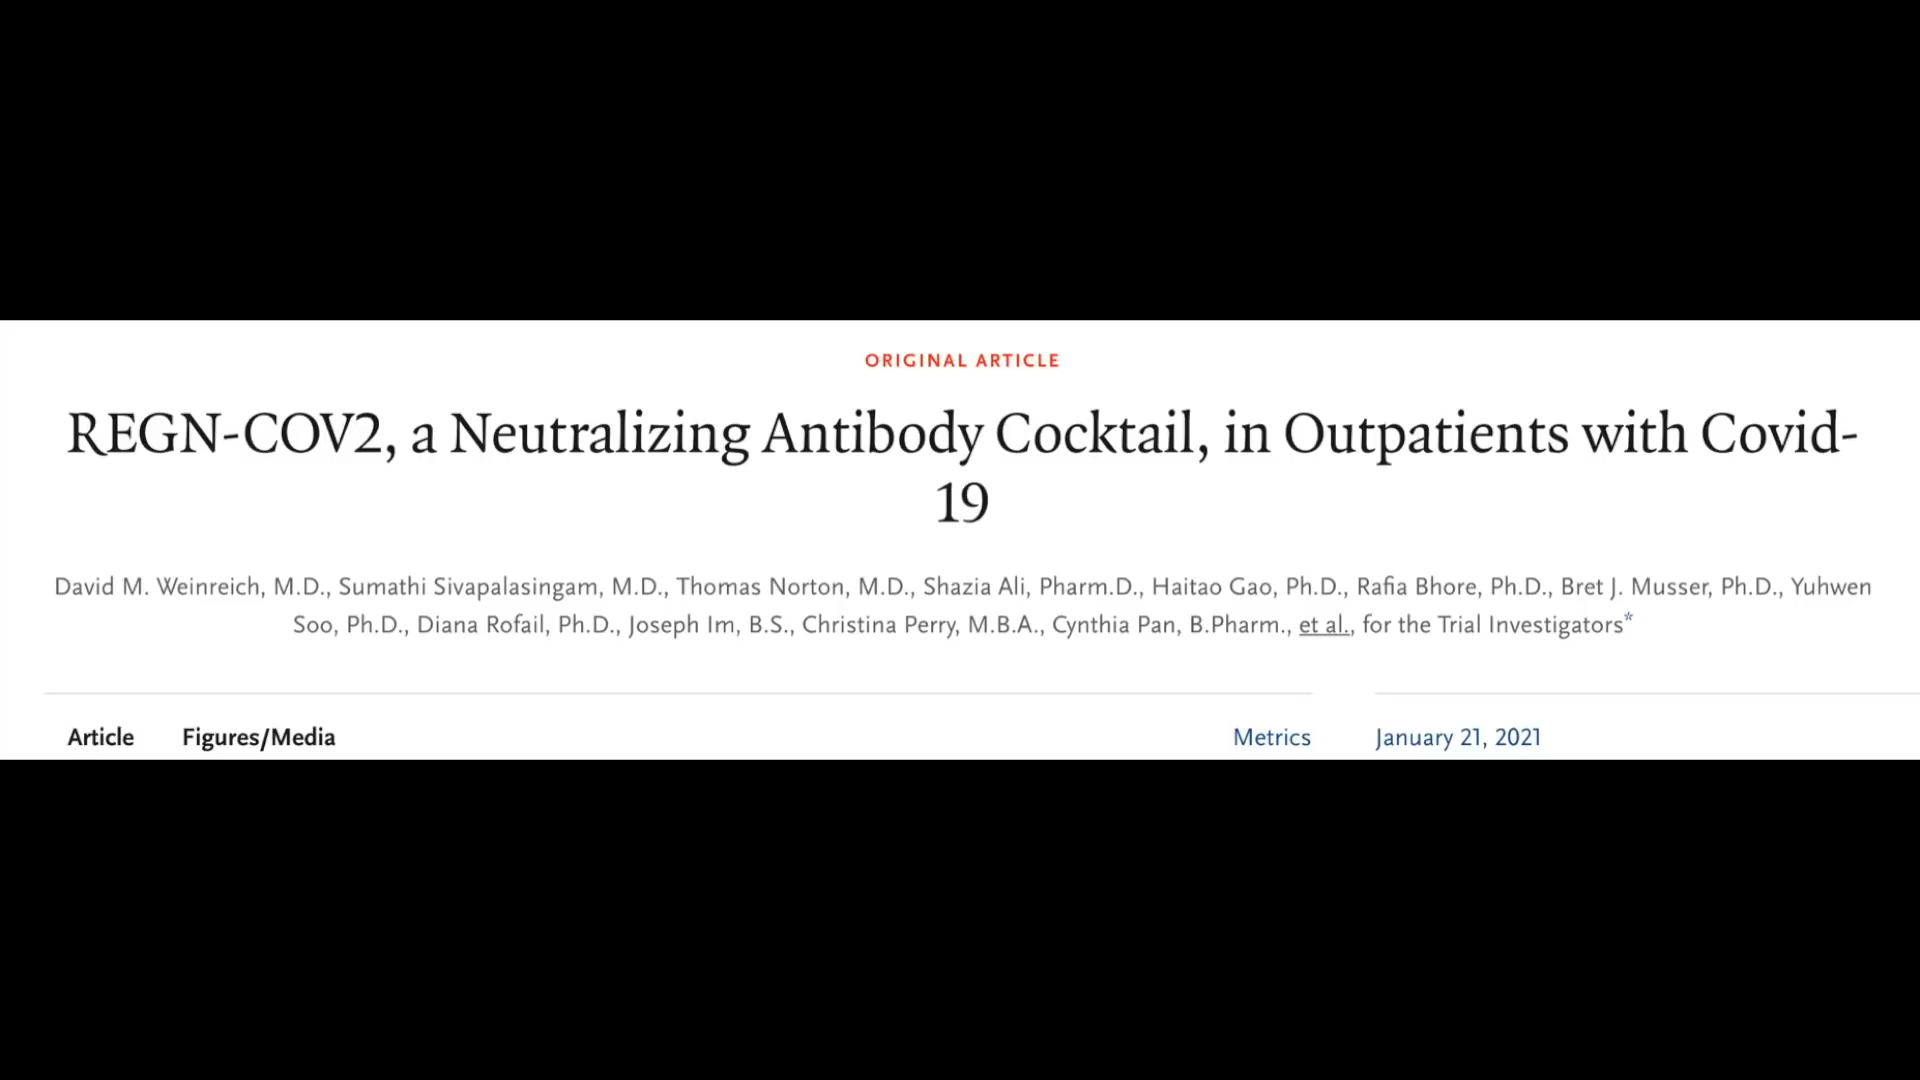 ORIGINAL ARTICLE
REGN-COV2, a Neutralizing Antibody Cocktail, in Outpatients with Covid-
19
David M. Weinreich, M.D., Sumathi Sivapalasingam, M.D., Thomas Norton, M.D., Shazia Ali, Pharm.D., Haitao Gao, Ph.D., Rafia Bhore, Ph.D., Bret J. Musser, Ph.D., Yuhwen
Soo, Ph.D., Diana Rofail, Ph.D., Joseph Im, B.S., Christina Perry, M.B.A., Cynthia Pan, B.Pharm., et al., for the Trial Investigators*
Article Figures/Media Metrics January 21, 2021